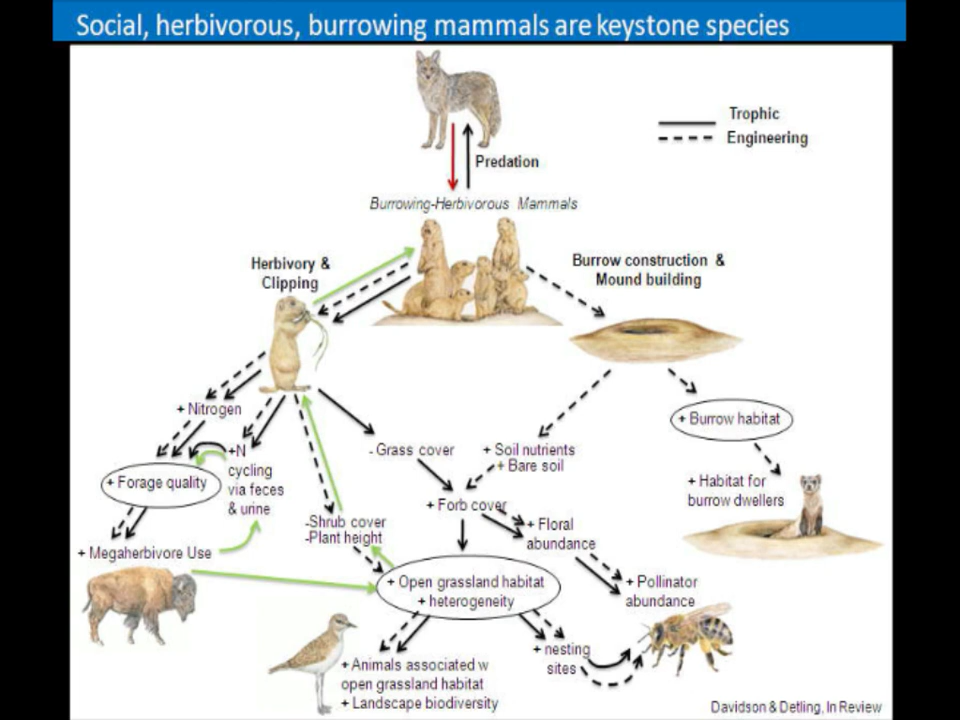 Social, herbivorous, burrowing mammals are keystone species
Trophic
Engineering
Predation
Burrowing-Herbivorous Mammals
Herbivory &
Clipping
Burrow construction &
Mound building
+ Nitrogen
+ Burrow habitat
- Grass cover
+ Soil nutrients
+ Bare soil
+N
cycling
via feces
& urine
+ Forage quality
+ Habitat for
burrow dwellers
+ Forb cover
-Shrub cover
-Plant height
+ Floral
abundance
+ Megaherbivore Use
+ Open grassland habitat
+ heterogeneity
+ Pollinator
abundance
+ nesting
sites
+ Animals associated w
open grassland habitat
+ Landscape biodiversity
Davidson & Detling, In Review